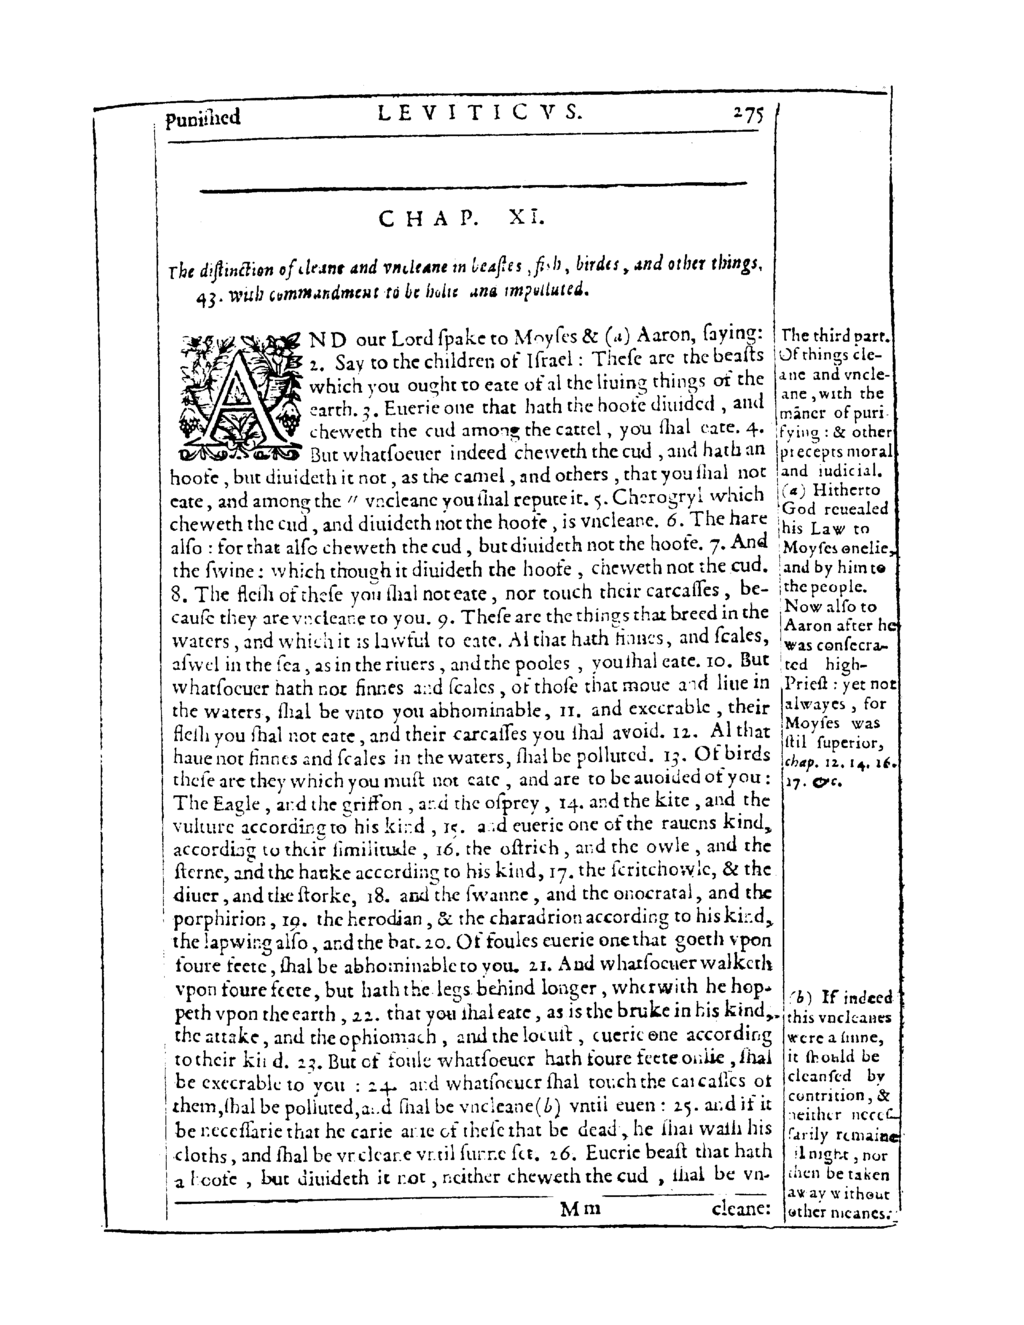 Puniſhed LEVITICVS. 275
CHAP. XI.
The diſtinction of cleane and vncleane in beaſtes, fiſh, birdes, and other things,
43. with commandment to be holie and impolluted.
AND our Lord ſpake to Moyſes & (a) Aaron, ſaying:
2. Say to the children of Iſrael: Theſe are the beaſts
which you ought to eate of al the liuing things of the
earth. 3. Euerie one that hath the hoofe diuided, and
cheweth the cud among the cattel, you ſhal eate. 4.
But whatſoeuer indeed cheweth the cud, and hath an
hoofe, but diuideth it not, as the camel, and others, that you ſhal not
eate, and among the " vncleane you ſhal repute it. 5. Cherogryl which
cheweth the cud, and diuideth not the hoofe, is vncleane. 6. The hare
alſo: for that alſo cheweth the cud, but diuideth not the hoofe. 7. And
the ſwine: which though it diuideth the hoofe, cheweth not the cud.
8. The fleſh of theſe you ſhal not eate, nor touch their carcaſſes, be-
cauſe they are vncleane to you. 9. Theſe are the things that breed in the
waters, and which it is lawful to eate. Al that hath finnes, and ſcales,
aſwel in the ſea, as in the riuers, and the pooles, you ſhal eate. 10. But
whatſoeuer hath not finnes and ſcales, of thoſe that moue and liue in
the waters, ſhal be vnto you abhominable, 11. and execrable, their
fleſh you ſhal not eate, and their carcaſſes you ſhal avoid. 12. Al that
haue not finnes and ſcales in the waters, ſhal be polluted. 13. Of birds
theſe are they which you muſt not eate, and are to be auoided of you:
The Eagle, and the griffon, and the oſprey, 14. and the kite, and the
vulture according to his kind, 15. and euerie one of the rauens kind,
according to their ſimilitude, 16. the oſtrich, and the owle, and the
ſterne, and the hauke according to his kind, 17. the ſcritchowle, & the
diuer, and the ſtorke, 18. and the ſwanne, and the onocratal, and the
porphirion, 19. the herodian, & the charadrion according to his kind,
the lapwing alſo, and the bat. 20. Of foules euerie one that goeth vpon
foure feete, ſhal be abhominable to you. 21. And whatſoeuer walketh
vpon foure feete, but hath the legs behind longer, wherwith he hop-
peth vpon the earth, 22. that you ſhal eate, as is the bruke in his kind,
the attake, and the ophiomach, and the locuſt, euerie one according
to their kind. 23. But of foule whatſoeuer hath foure feete onlie, ſhal
be execrable to you: 24. and whatſoeuer ſhal touch the carcaſſes of
them, ſhal be polluted, and ſhal be vncleane (b) vntil euen: 25. and if it
be neceſſarie that he carie anie of theſe that be dead, he ſhal waſh his
cloths, and ſhal be vncleane vntil ſunne ſet. 26. Euerie beaſt that hath
a hoofe, but diuideth it not, neither cheweth the cud, ſhal be vn-
Mm cleane:
The third part.
Of things cle-
ane and vncle-
ane, with the
māner of puri-
fying: & other
precepts moral
and iudicial.
(a) Hitherto
God reuealed
his Law to
Moyſes onelie,
and by him to
the people.
Now alſo to
Aaron after he
was conſecra-
ted high-
Prieſt: yet not
alwayes, for
Moyſes was
ſtil ſuperior,
chap. 12. 14. 16.
17. &c.
(b) If indeed
this vncleanes
were a ſinne,
it ſhould be
cleanſed by
contrition, &
neither neceſ-
ſarily remaine
til night, nor
then be taken
away without
other meanes.